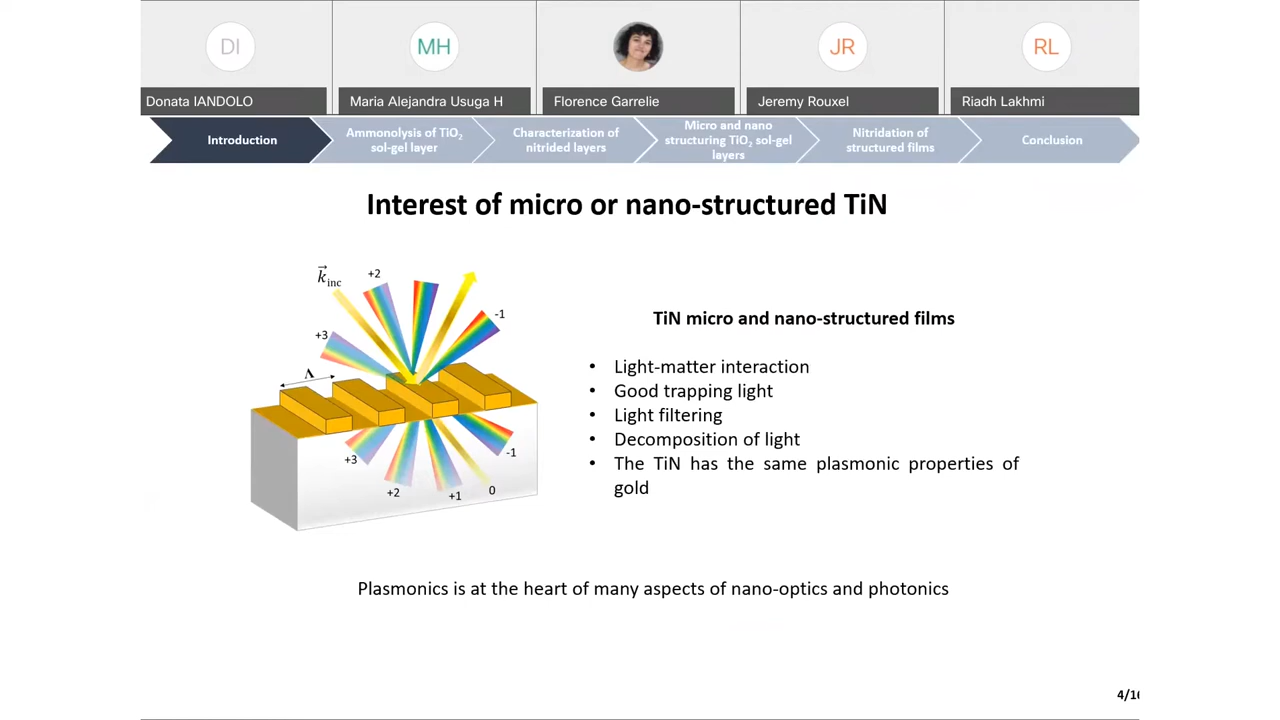 DI
MH
JR
RL
Donata IANDOLO
Maria Alejandra Usuga H
Florence Garrelie
Jeremy Rouxel
Riadh Lakhmi
Introduction
Ammonolysis of TiO₂
sol-gel layer
Characterization of
nitrided layers
Micro and nano
structuring TiO₂ sol-gel
layers
Nitridation of
structured films
Conclusion
Interest of micro or nano-structured TiN
k⃗inc
+2
-1
+3
Λ
+3
+2
+1
0
-1
TiN micro and nano-structured films
• Light-matter interaction
• Good trapping light
• Light filtering
• Decomposition of light
• The TiN has the same plasmonic properties of
gold
Plasmonics is at the heart of many aspects of nano-optics and photonics
4/16